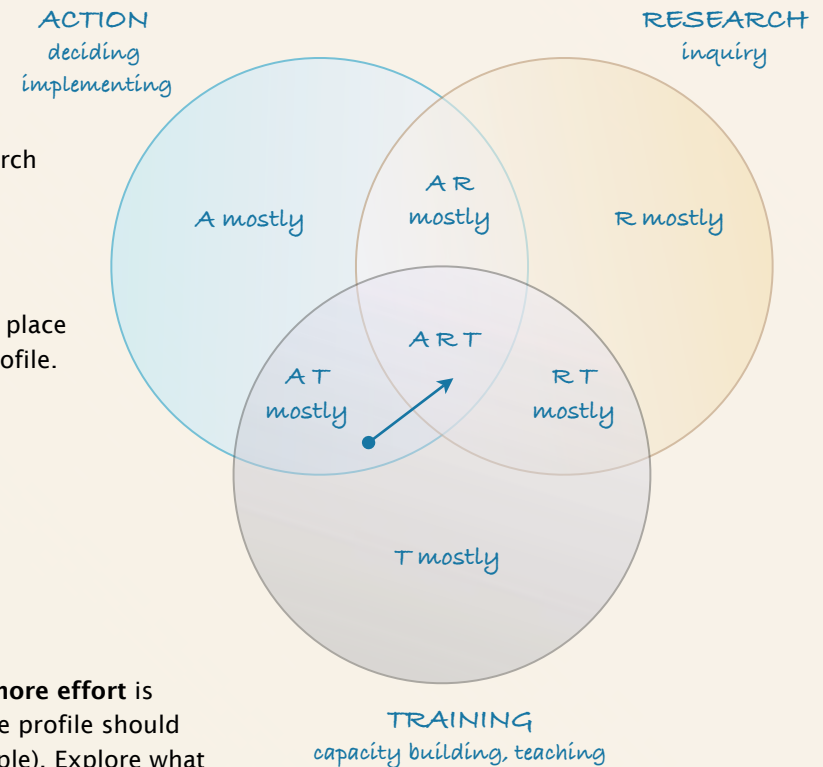 ACTION
deciding
implementing
RESEARCH
inquiry
rch
A R
mostly
A mostly
R mostly
place
ofile.
A R T
A T
mostly
R T
mostly
T mostly
more effort is
e profile should
ple). Explore what
TRAINING
capacity building, teaching